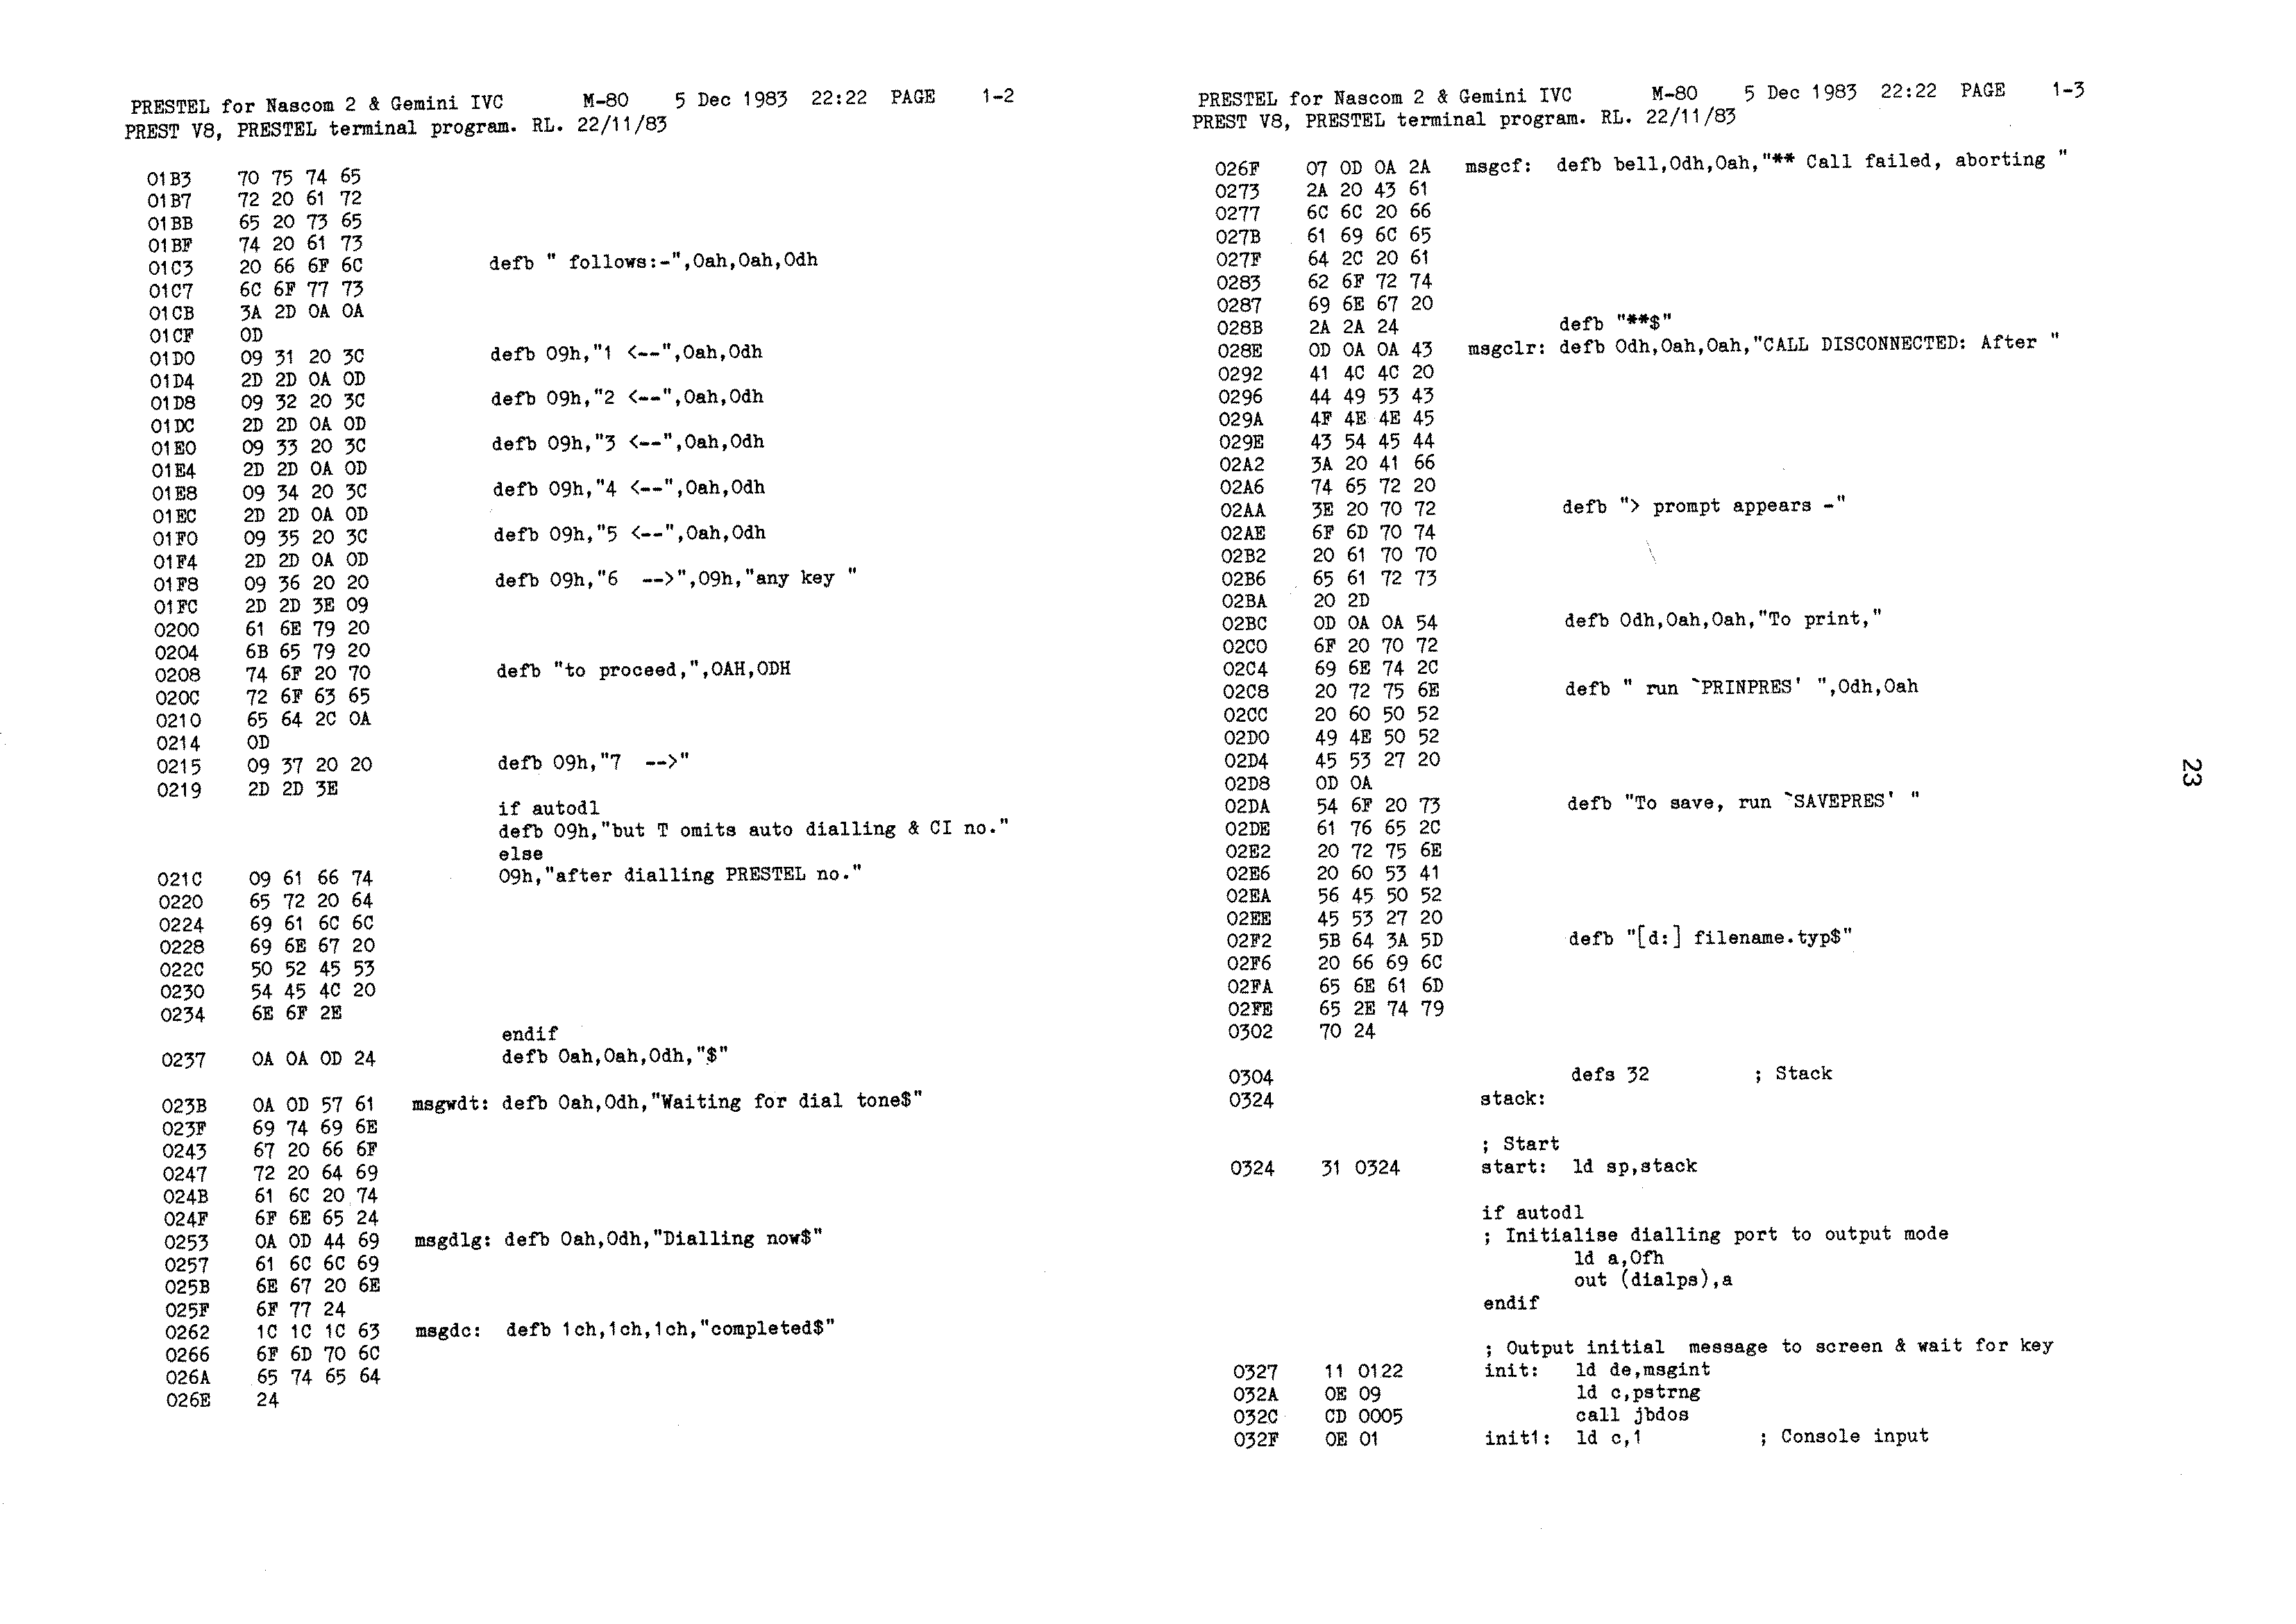 PRESTEL for Nascom 2 & Gemini IVC M-80 5 Dec 1983 22:22 PAGE 1-2
PREST V8, PRESTEL terminal program. RL. 22/11/83
01B3 70 75 74 65
01B7 72 20 61 72
01BB 65 20 73 65
01BF 74 20 61 73
01C3 20 66 6F 6C defb " follows:-",0ah,0ah,0dh
01C7 6C 6F 77 73
01CB 3A 2D 0A 0A
01CF 0D
01D0 09 31 20 3C defb 09h,"1 <--",0ah,0dh
01D4 2D 2D 0A 0D
01D8 09 32 20 3C defb 09h,"2 <--",0ah,0dh
01DC 2D 2D 0A 0D
01E0 09 33 20 3C defb 09h,"3 <--",0ah,0dh
01E4 2D 2D 0A 0D
01E8 09 34 20 3C defb 09h,"4 <--",0ah,0dh
01EC 2D 2D 0A 0D
01F0 09 35 20 3C defb 09h,"5 <--",0ah,0dh
01F4 2D 2D 0A 0D
01F8 09 36 20 20 defb 09h,"6  -->",09h,"any key "
01FC 2D 2D 3E 09
0200 61 6E 79 20
0204 6B 65 79 20
0208 74 6F 20 70 defb "to proceed,",0AH,0DH
020C 72 6F 63 65
0210 65 64 2C 0A
0214 0D
0215 09 37 20 20 defb 09h,"7  -->"
0219 2D 2D 3E
if autodl
defb 09h,"but T omits auto dialling & CI no."
else
021C 09 61 66 74 09h,"after dialling PRESTEL no."
0220 65 72 20 64
0224 69 61 6C 6C
0228 69 6E 67 20
022C 50 52 45 53
0230 54 45 4C 20
0234 6E 6F 2E
endif
0237 0A 0A 0D 24 defb 0ah,0ah,0dh,"$"
023B 0A 0D 57 61 msgwdt: defb 0ah,0dh,"Waiting for dial tone$"
023F 69 74 69 6E
0243 67 20 66 6F
0247 72 20 64 69
024B 61 6C 20 74
024F 6F 6E 65 24
0253 0A 0D 44 69 msgdlg: defb 0ah,0dh,"Dialling now$"
0257 61 6C 6C 69
025B 6E 67 20 6E
025F 6F 77 24
0262 1C 1C 1C 63 msgdc: defb 1ch,1ch,1ch,"completed$"
0266 6F 6D 70 6C
026A 65 74 65 64
026E 24
PRESTEL for Nascom 2 & Gemini IVC M-80 5 Dec 1983 22:22 PAGE 1-3
PREST V8, PRESTEL terminal program. RL. 22/11/83
026F 07 0D 0A 2A msgcf: defb bell,0dh,0ah,"** Call failed, aborting "
0273 2A 20 43 61
0277 6C 6C 20 66
027B 61 69 6C 65
027F 64 2C 20 61
0283 62 6F 72 74
0287 69 6E 67 20
028B 2A 2A 24 defb "**$"
028E 0D 0A 0A 43 msgclr: defb 0dh,0ah,0ah,"CALL DISCONNECTED: After "
0292 41 4C 4C 20
0296 44 49 53 43
029A 4F 4E 4E 45
029E 43 54 45 44
02A2 3A 20 41 66
02A6 74 65 72 20
02AA 3E 20 70 72 defb "> prompt appears -"
02AE 6F 6D 70 74
02B2 20 61 70 70
02B6 65 61 72 73
02BA 20 2D
02BC 0D 0A 0A 54 defb 0dh,0ah,0ah,"To print,"
02C0 6F 20 70 72
02C4 69 6E 74 2C
02C8 20 72 75 6E defb " run `PRINPRES' ",0dh,0ah
02CC 20 60 50 52
02D0 49 4E 50 52
02D4 45 53 27 20
02D8 0D 0A
02DA 54 6F 20 73 defb "To save, run `SAVEPRES' "
02DE 61 76 65 2C
02E2 20 72 75 6E
02E6 20 60 53 41
02EA 56 45 50 52
02EE 45 53 27 20
02F2 5B 64 3A 5D defb "[d:] filename.typ$"
02F6 20 66 69 6C
02FA 65 6E 61 6D
02FE 65 2E 74 79
0302 70 24
0304 defs 32 ; Stack
0324 stack:
; Start
0324 31 0324 start: ld sp,stack
if autodl
; Initialise dialling port to output mode
ld a,0fh
out (dialps),a
endif
; Output initial  message to screen & wait for key
0327 11 0122 init: ld de,msgint
032A 0E 09 ld c,pstrng
032C CD 0005 call jbdos
032F 0E 01 init1: ld c,1 ; Console input
23